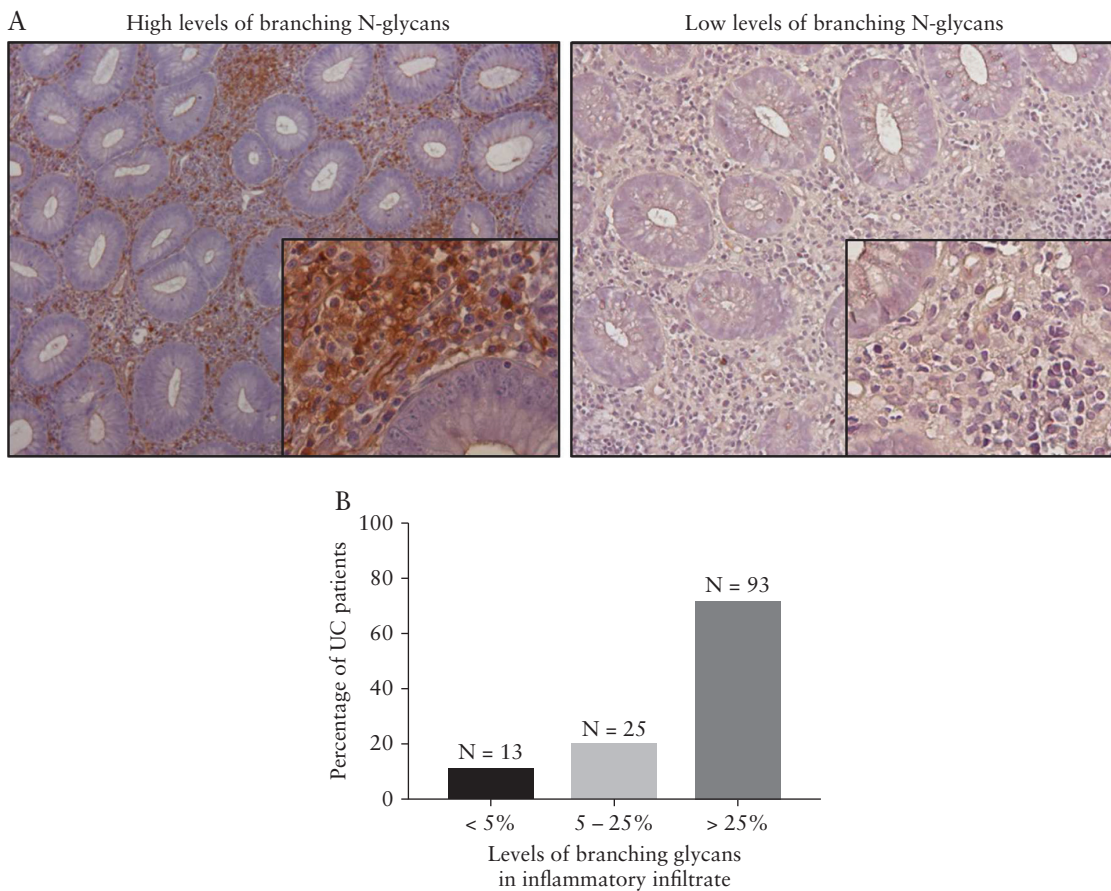 A
High levels of branching N-glycans
Low levels of branching N-glycans
B
100
80
60
40
20
0
Percentage of UC patients
N = 13
N = 25
N = 93
< 5%
5 – 25%
> 25%
Levels of branching glycans
in inflammatory infiltrate